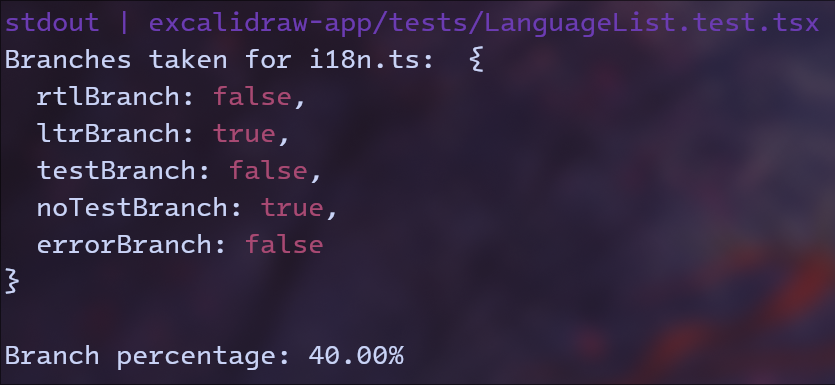 stdout | excalidraw-app/tests/LanguageList.test.tsx
Branches taken for i18n.ts:  {
  rtlBranch: false,
  ltrBranch: true,
  testBranch: false,
  noTestBranch: true,
  errorBranch: false
}

Branch percentage: 40.00%